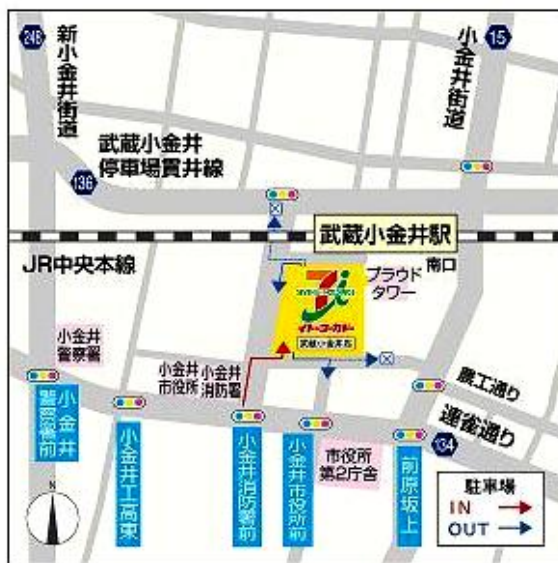 248
新小金井街道
小金井街道
15
武蔵小金井
停車場貫井線
136
武蔵小金井駅
JR中央本線
南口
プラウド
タワー
イトーヨーカドー
武蔵小金井店
小金井
警察署
小金井
市役所
小金井
消防署
農工通り
連雀通り
134
小金井
警察署前
小金井工高東
小金井消防署前
小金井市役所前
市役所
第2庁舎
前原坂上
N
駐車場
IN
OUT